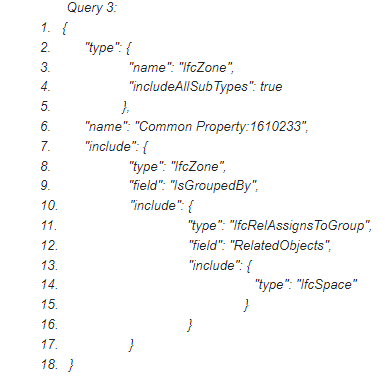 Query 3:
1. {
2. "type": {
3. "name": "IfcZone",
4. "includeAllSubTypes": true
5. },
6. "name": "Common Property:1610233",
7. "include": {
8. "type": "IfcZone",
9. "field": "IsGroupedBy",
10. "include": {
11. "type": "IfcRelAssignsToGroup",
12. "field": "RelatedObjects",
13. "include": {
14. "type": "IfcSpace"
15. }
16. }
17. }
18. }